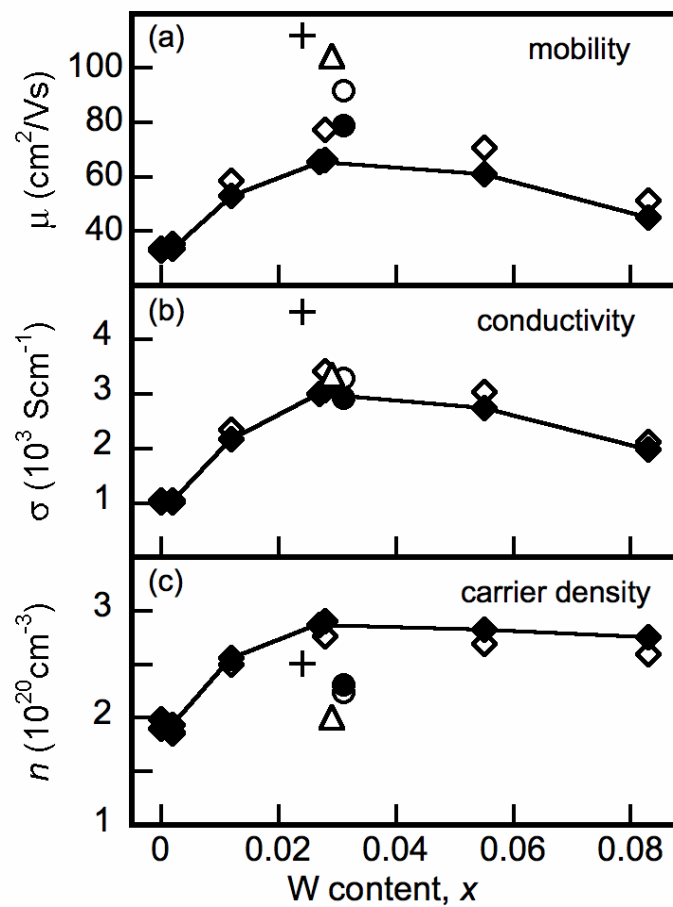 (a)
mobility
100
80
60
40
μ (cm²/Vs)
(b)
conductivity
4
3
2
1
σ (10³ Scm⁻¹)
(c)
carrier density
3
2
1
n (10²⁰cm⁻³)
0 0.02 0.04 0.06 0.08
W content, x